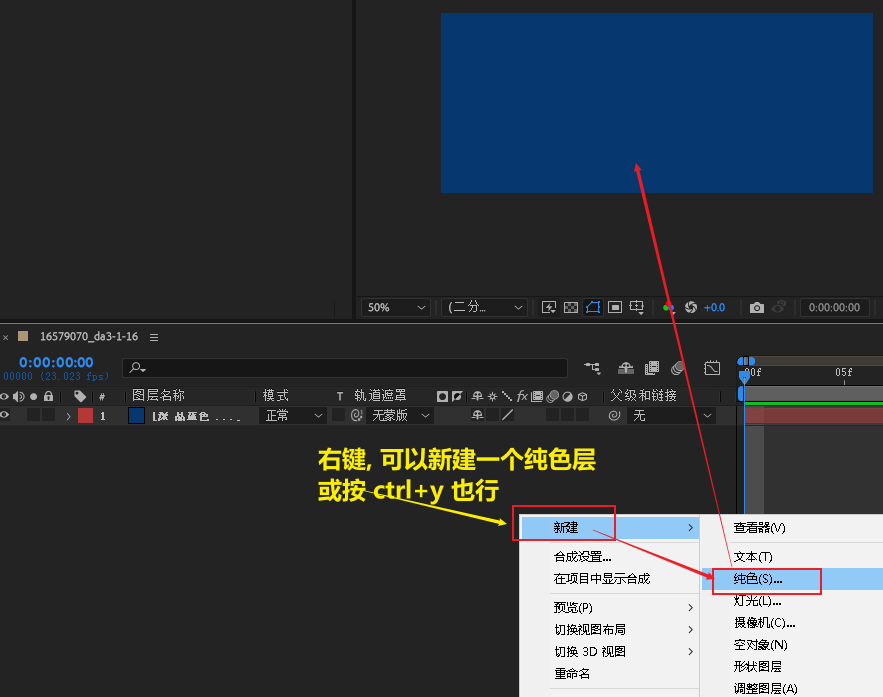 50%
(二分...
+0.0
0:00:00:00
16579070_da3-1-16
0:00:00:00
00000 (23.023 fps)
05f
# 图层名称 模式 T 轨道遮罩 fx 父级和链接
1 正常 无蒙版 无
右键, 可以新建一个纯色层
或按 ctrl+y 也行
新建
合成设置...
在项目中显示合成
预览(P)
切换视图布局
切换 3D 视图
重命名
查看器(V)
文本(T)
纯色(S)...
灯光(L)...
摄像机(C)...
空对象(N)
形状图层
调整图层(A)